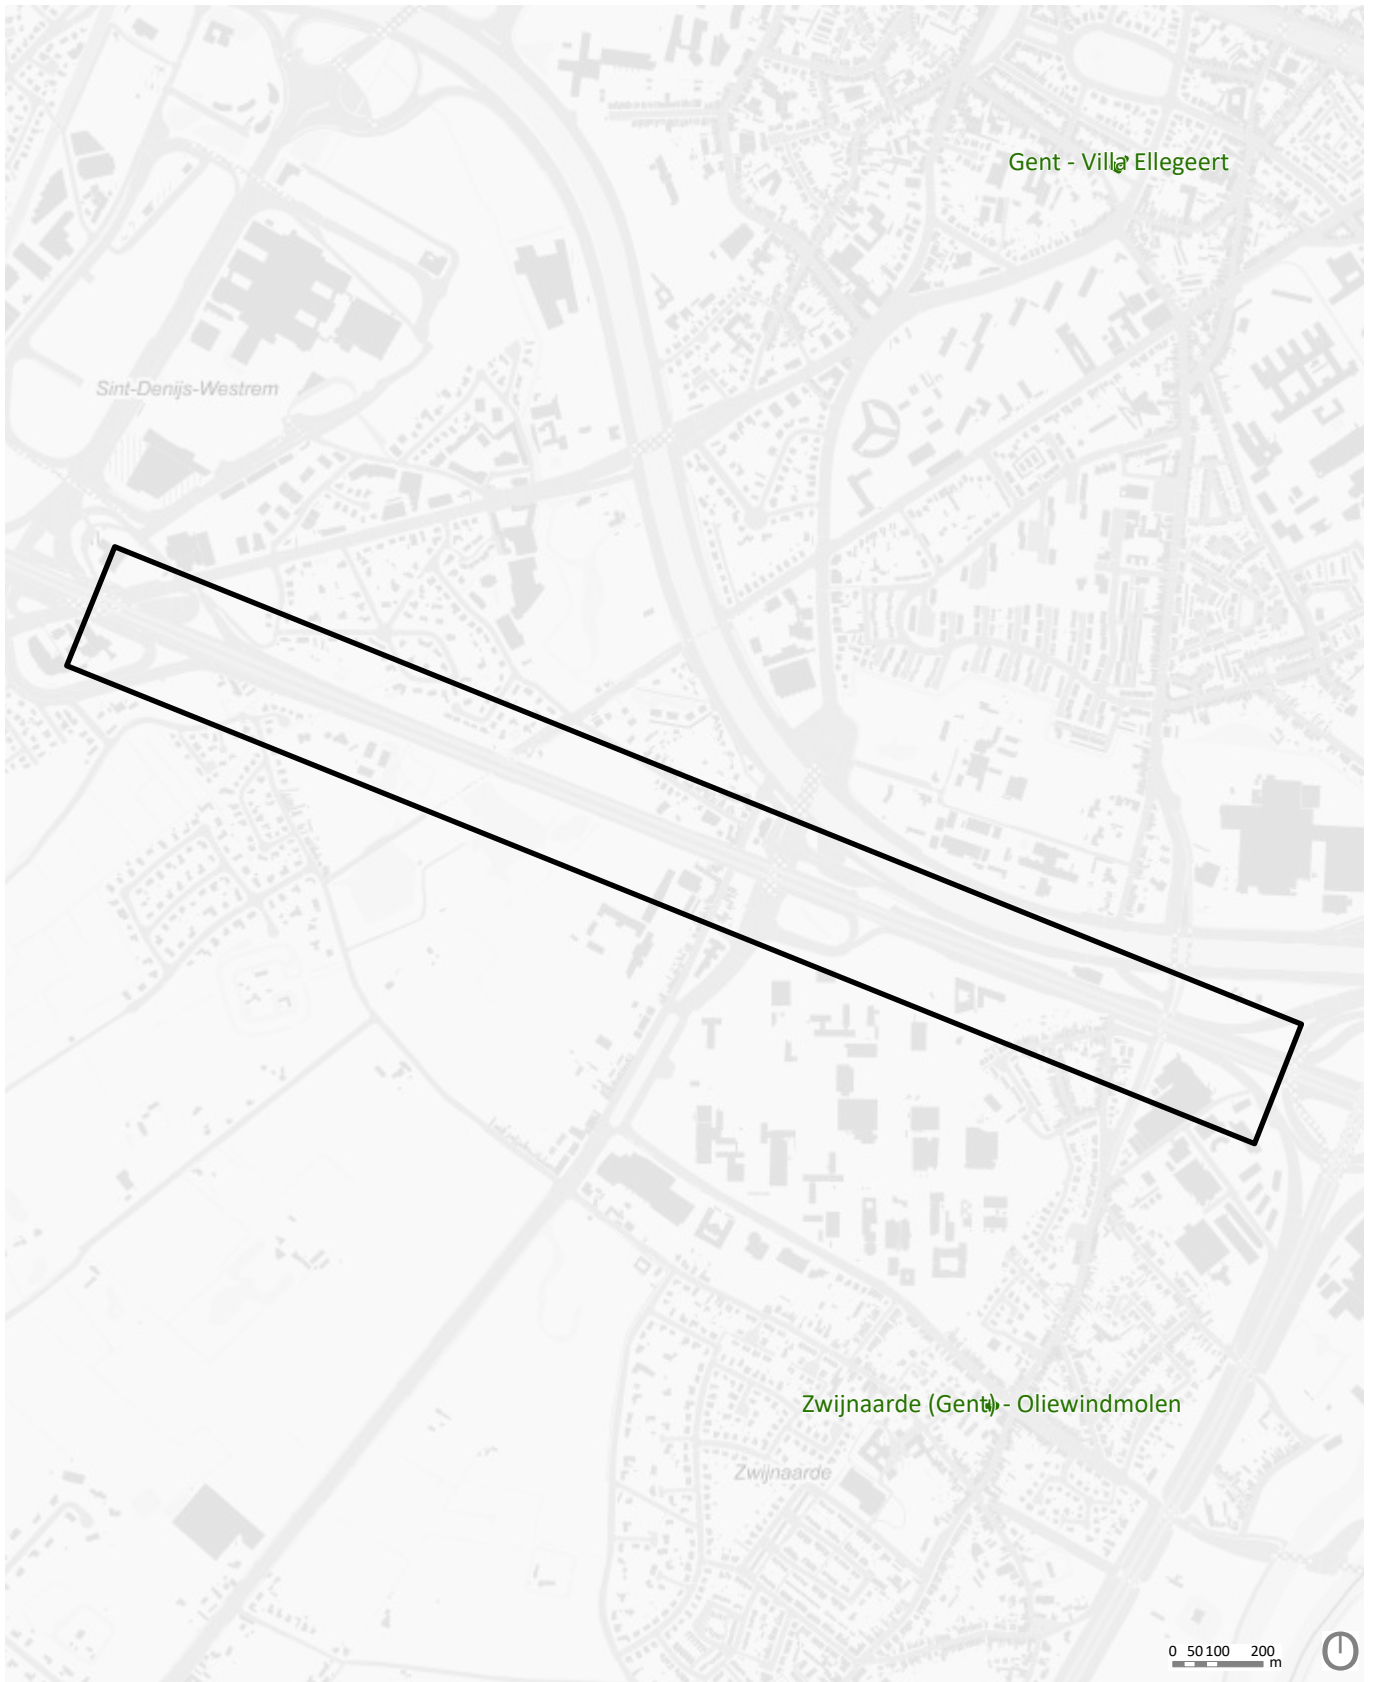 Gent - Villa Ellegeert
Sint-Denijs-Westrem
Zwijnaarde (Gent) - Oliewindmolen
Zwijnaarde
0 50 100 200
m